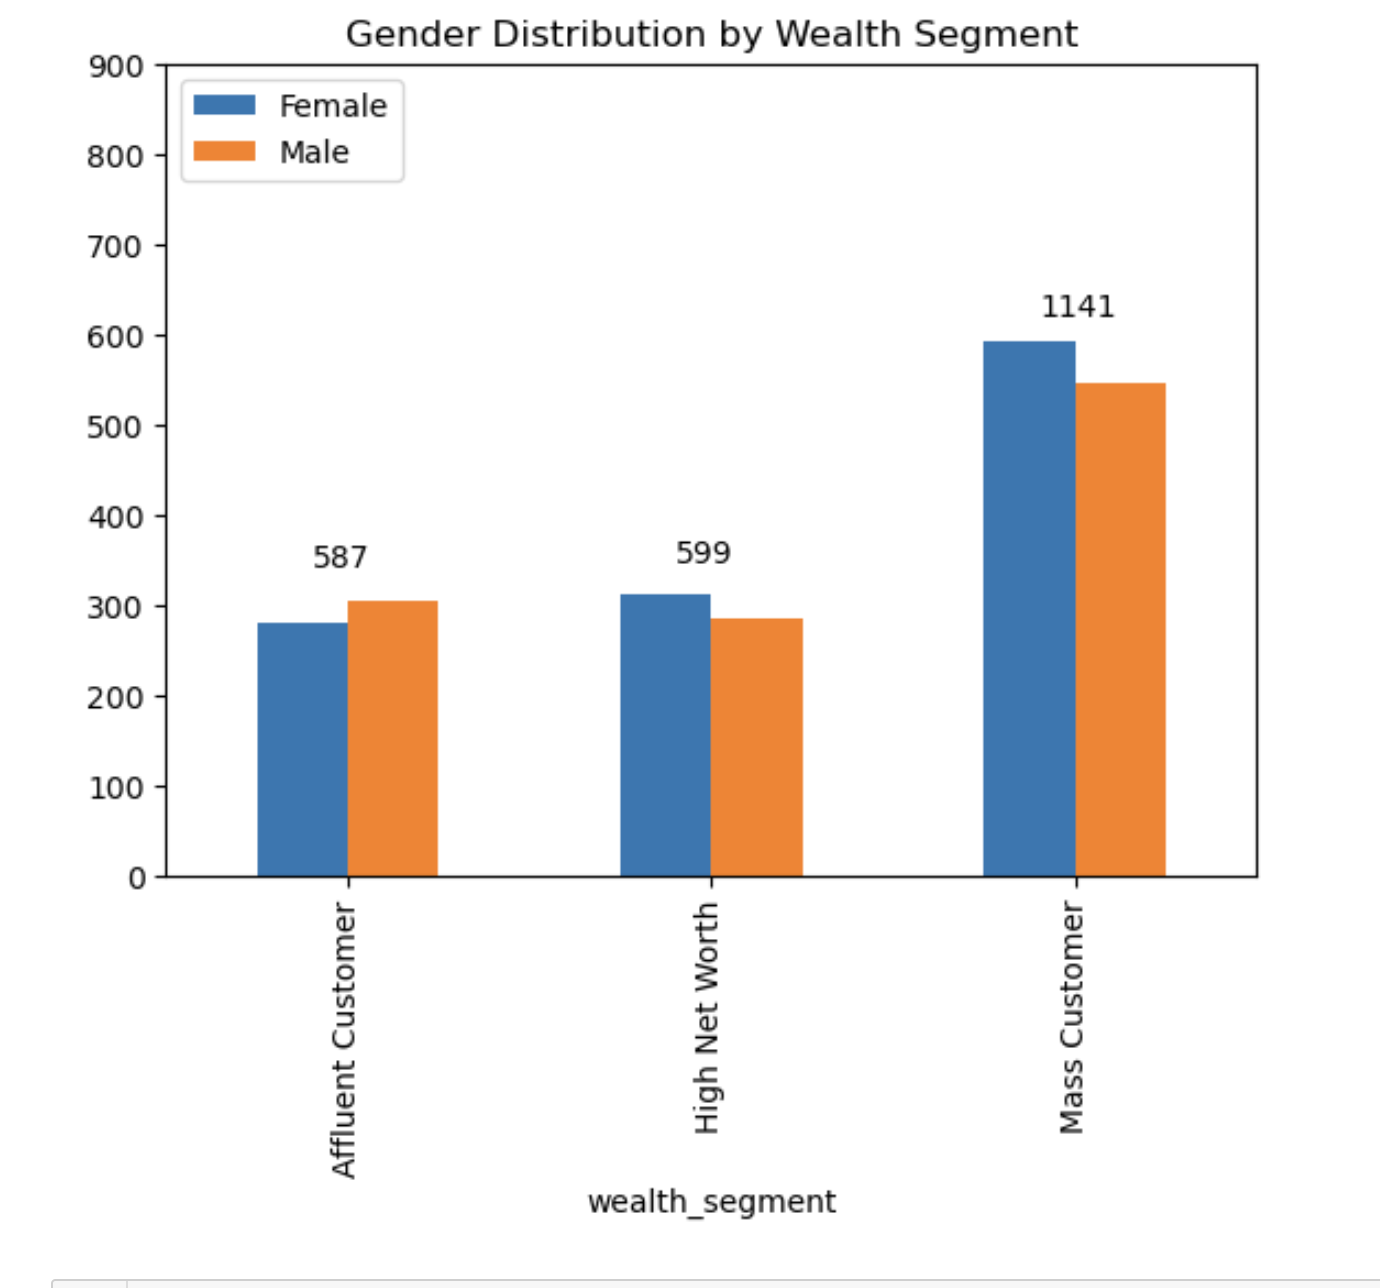 Gender Distribution by Wealth Segment
900
800
700
600
500
400
300
200
100
0
Female
Male
587
599
1141
Affluent Customer
High Net Worth
Mass Customer
wealth_segment